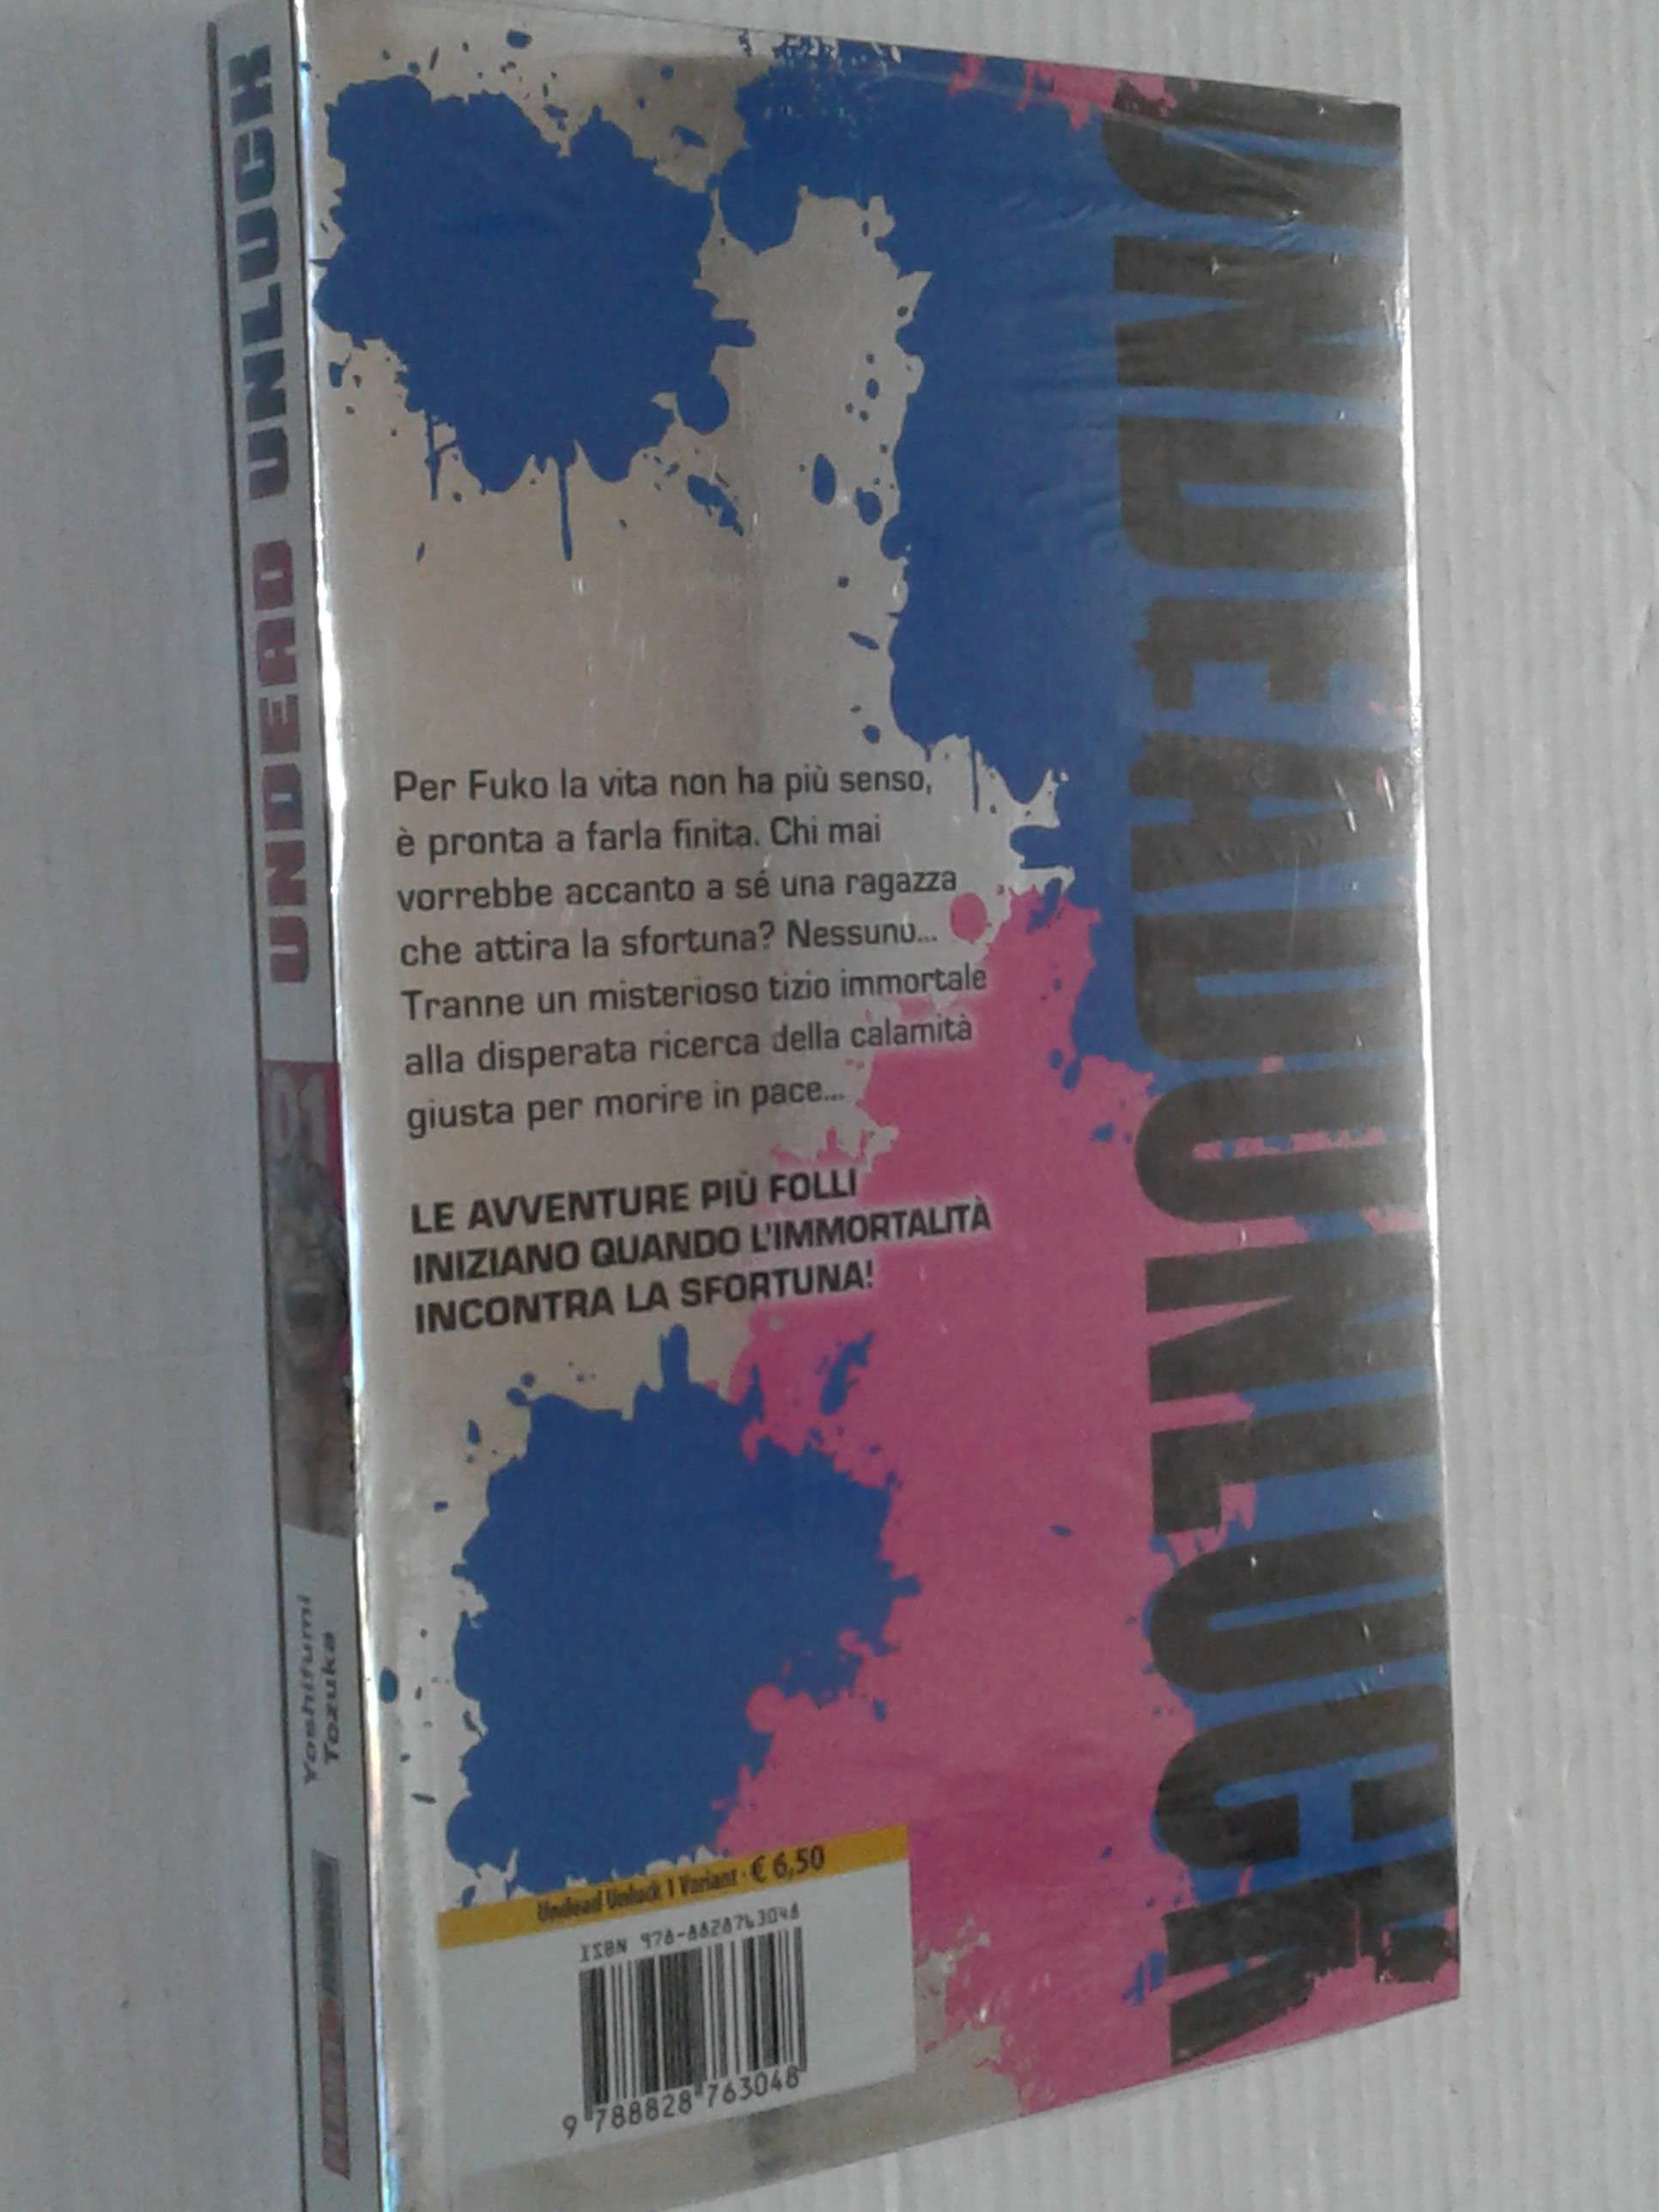 UNDEAD UNLUCK
01
Yoshifumi
Tozuka
UNDEADUNLUCK
Per Fuko la vita non ha più senso,
è pronta a farla finita. Chi mai
vorrebbe accanto a sé una ragazza
che attira la sfortuna? Nessuno...
Tranne un misterioso tizio immortale
alla disperata ricerca della calamità
giusta per morire in pace...
LE AVVENTURE PIÙ FOLLI
INIZIANO QUANDO L'IMMORTALITÀ
INCONTRA LA SFORTUNA!
Undead Unluck 1 Variant · € 6,50
ISBN 978-8828763048
9 788828 763048